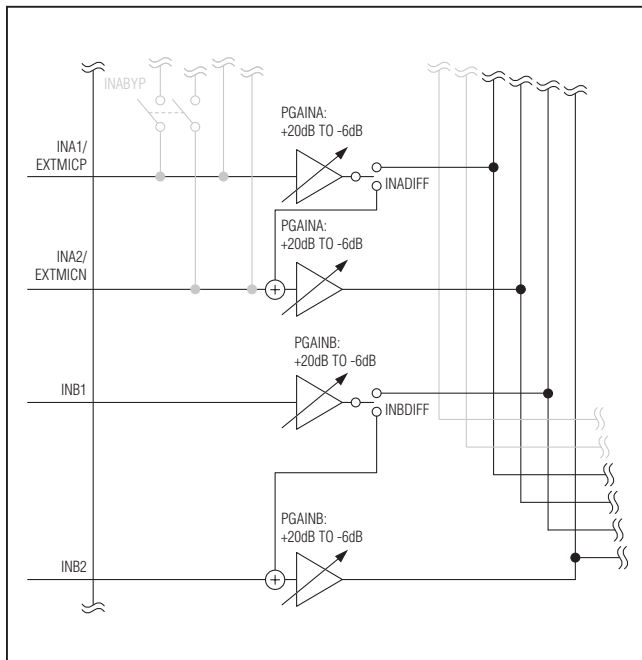 INABYP
PGAINA:
+20dB TO -6dB
INA1/
EXTMICP
INADIFF
PGAINA:
+20dB TO -6dB
INA2/
EXTMICN
+
PGAINB:
+20dB TO -6dB
INB1
INBDIFF
PGAINB:
+20dB TO -6dB
INB2
+